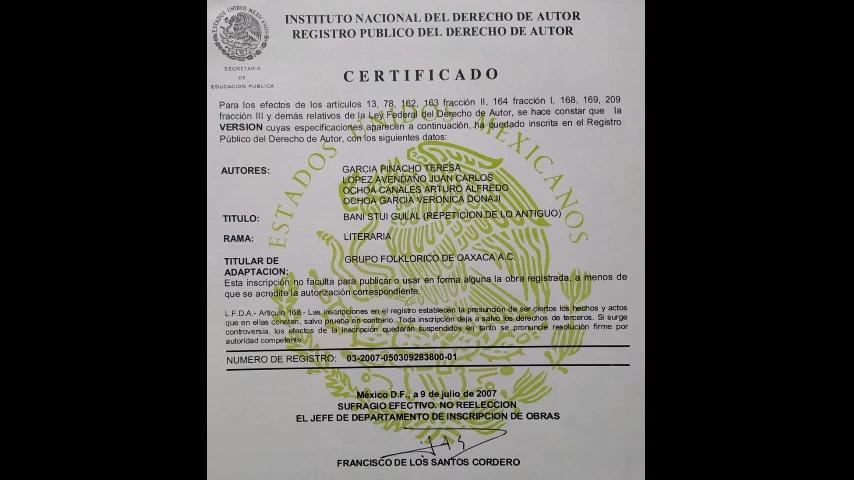 ESTADOS UNIDOS MEXICANOS
SECRETARIA
DE
EDUCACION PUBLICA
INSTITUTO NACIONAL DEL DERECHO DE AUTOR
REGISTRO PUBLICO DEL DERECHO DE AUTOR
CERTIFICADO
Para los efectos de los artículos 13, 78, 162, 163 fracción II, 164 fracción I, 168, 169, 209
fracción III y demás relativos de la Ley Federal del Derecho de Autor, se hace constar que la
VERSION cuyas especificaciones aparecen a continuación, ha quedado inscrita en el Registro
Público del Derecho de Autor, con los siguientes datos:
ESTADOS UNIDOS MEXICANOS
AUTORES: GARCIA PINACHO TERESA
LOPEZ AVENDAÑO JUAN CARLOS
OCHOA CANALES ARTURO ALFREDO
OCHOA GARCIA VERONICA DONAJI
TITULO: BANI STUI GULAL (REPETICION DE LO ANTIGUO)
RAMA: LITERARIA
TITULAR DE GRUPO FOLKLORICO DE OAXACA A.C.
ADAPTACION:
Esta inscripción no faculta para publicar o usar en forma alguna la obra registrada, a menos de
que se acredite la autorización correspondiente.
L.F.D.A.- Artículo 168.- Las inscripciones en el registro establecen la presunción de ser ciertos los hechos y actos
que en ellas consten, salvo prueba en contrario. Toda inscripción deja a salvo los derechos de terceros. Si surge
controversia, los efectos de la inscripción quedarán suspendidos en tanto se pronuncie resolución firme por
autoridad competente.
NUMERO DE REGISTRO: 03-2007-050309283800-01
México D.F., a 9 de julio de 2007
SUFRAGIO EFECTIVO. NO REELECCION
EL JEFE DE DEPARTAMENTO DE INSCRIPCION DE OBRAS
FRANCISCO DE LOS SANTOS CORDERO